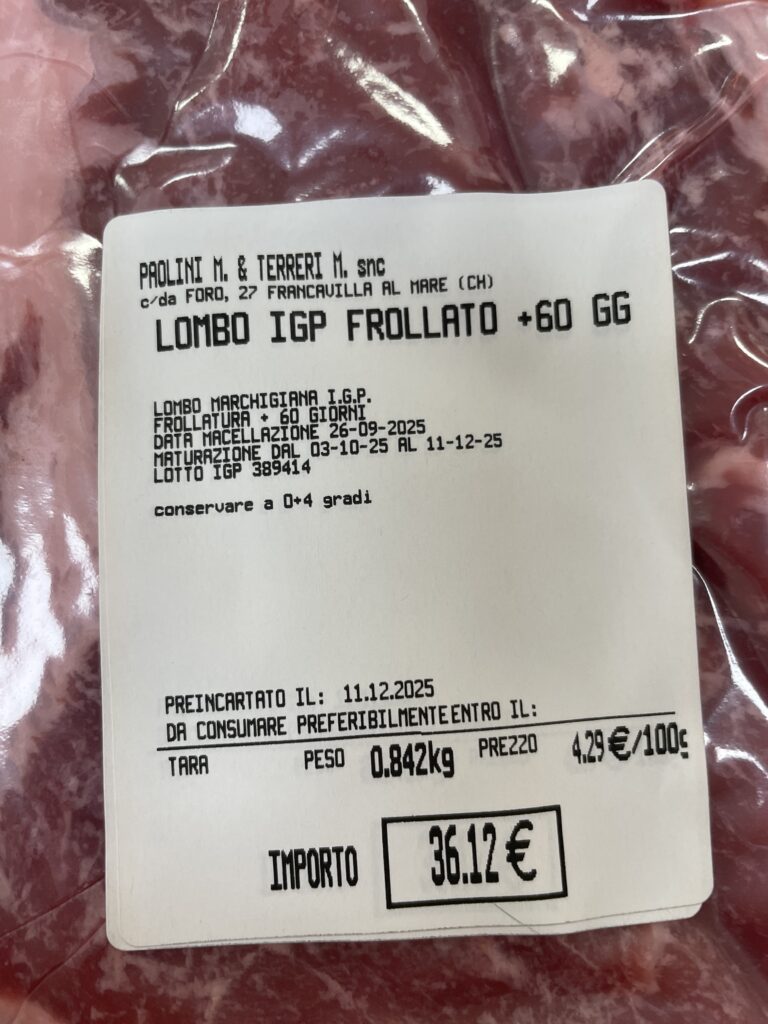 PAOLINI M. & TERRERI M. snc
c/da FORO, 27 FRANCAVILLA AL MARE (CH)
LOMBO IGP FROLLATO +60 GG
LOMBO MARCHIGIANA I.G.P.
FROLLATURA + 60 GIORNI
DATA MACELLAZIONE 26-09-2025
MATURAZIONE DAL 03-10-25 AL 11-12-25
LOTTO IGP 389414
conservare a 0+4 gradi
PREINCARTATO IL: 11.12.2025
DA CONSUMARE PREFERIBILMENTE ENTRO IL:
TARA PESO 0.842kg PREZZO 4.29 €/100g
IMPORTO 36.12 €